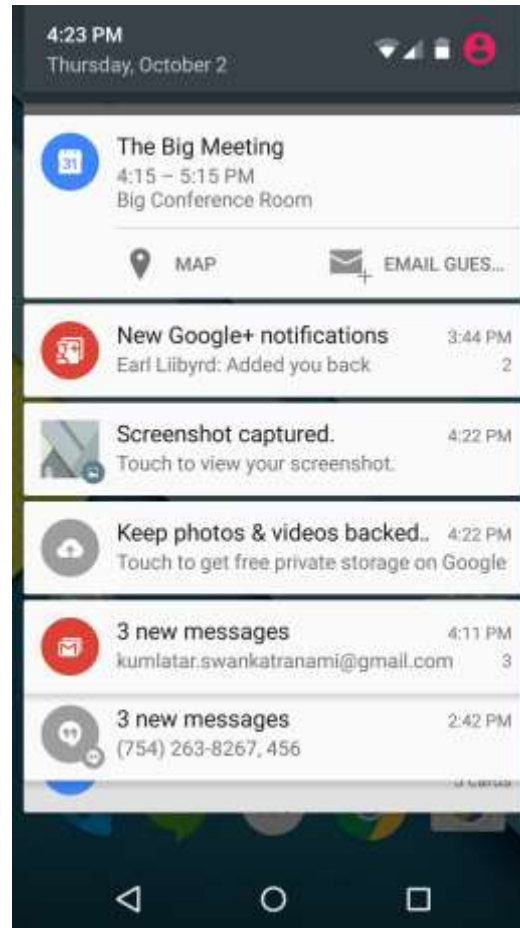 4:23 PM
Thursday, October 2
31
The Big Meeting
4:15 – 5:15 PM
Big Conference Room
MAP
EMAIL GUES...
New Google+ notifications 3:44 PM
Earl Liibyrd: Added you back 2
Screenshot captured. 4:22 PM
Touch to view your screenshot.
Keep photos & videos backed.. 4:22 PM
Touch to get free private storage on Google
3 new messages 4:11 PM
kumlatar.swankatranami@gmail.com 3
3 new messages 2:42 PM
(754) 263-8267, 456